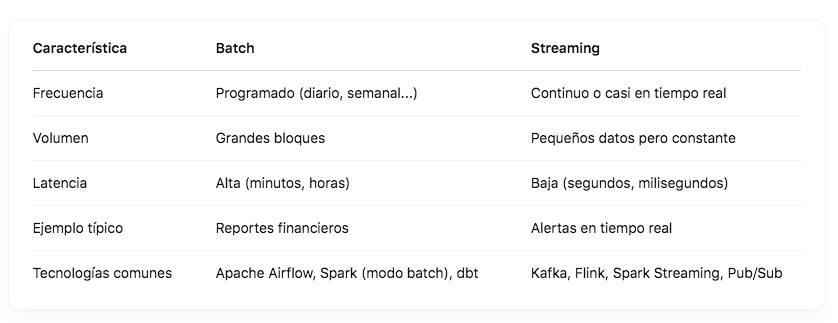 Característica Batch Streaming
Frecuencia Programado (diario, semanal...) Continuo o casi en tiempo real
Volumen Grandes bloques Pequeños datos pero constante
Latencia Alta (minutos, horas) Baja (segundos, milisegundos)
Ejemplo típico Reportes financieros Alertas en tiempo real
Tecnologías comunes Apache Airflow, Spark (modo batch), dbt Kafka, Flink, Spark Streaming, Pub/Sub